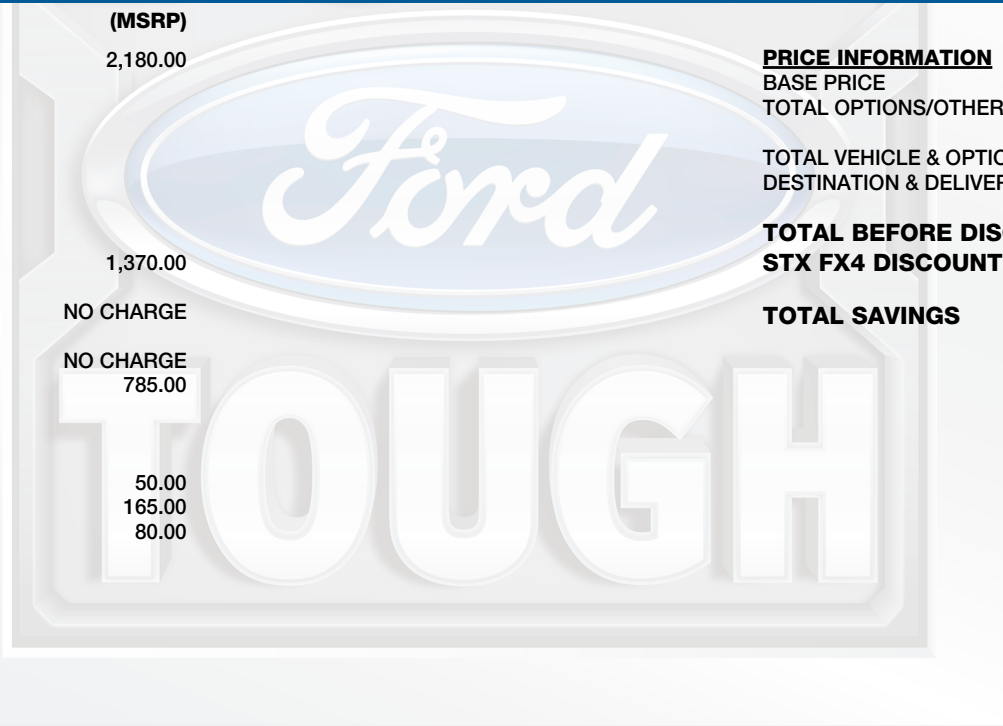 (MSRP)
2,180.00
1,370.00
NO CHARGE
NO CHARGE
785.00
50.00
165.00
80.00
PRICE INFORMATION
BASE PRICE
TOTAL OPTIONS/OTHER
TOTAL VEHICLE & OPTIO
DESTINATION & DELIVER
TOTAL BEFORE DIS
STX FX4 DISCOUNT
TOTAL SAVINGS
Ford
TOUGH